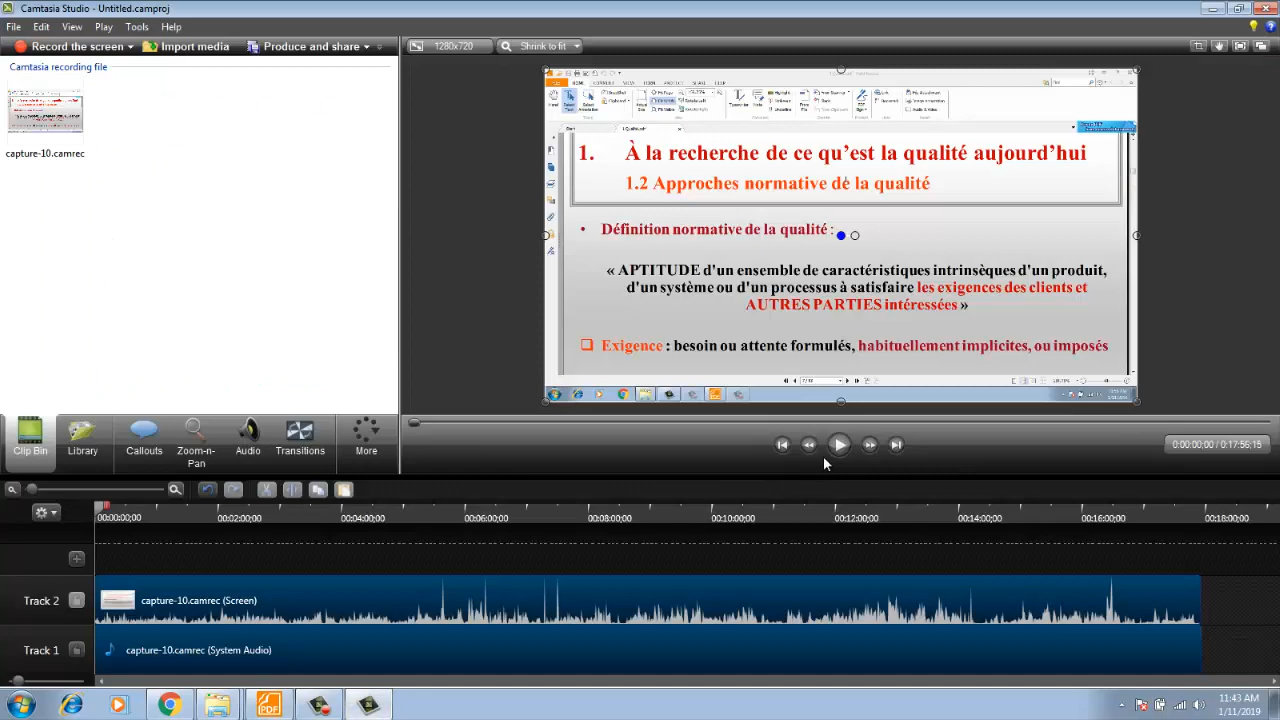 Camtasia Studio - Untitled.camproj
File Edit View Play Tools Help
Record the screen Import media Produce and share
1280x720 Shrink to fit
Camtasia recording file
capture-10.camrec
1. À la recherche de ce qu'est la qualité aujourd'hui
1.2 Approches normative de la qualité
• Définition normative de la qualité :
« APTITUDE d'un ensemble de caractéristiques intrinsèques d'un produit,
d'un système ou d'un processus à satisfaire les exigences des clients et
AUTRES PARTIES intéressées »
❑ Exigence : besoin ou attente formulés, habituellement implicites, ou imposés
Clip Bin Library Callouts Zoom-n-Pan Audio Transitions More
0:00:00;00 / 0:17:56;15
00:00:00;00 00:02:00;00 00:04:00;00 00:06:00;00 00:08:00;00 00:10:00;00 00:12:00;00 00:14:00;00 00:16:00;00 00:18:00;00
Track 2 capture-10.camrec (Screen)
Track 1 capture-10.camrec (System Audio)
PDF
11:43 AM
1/11/2019